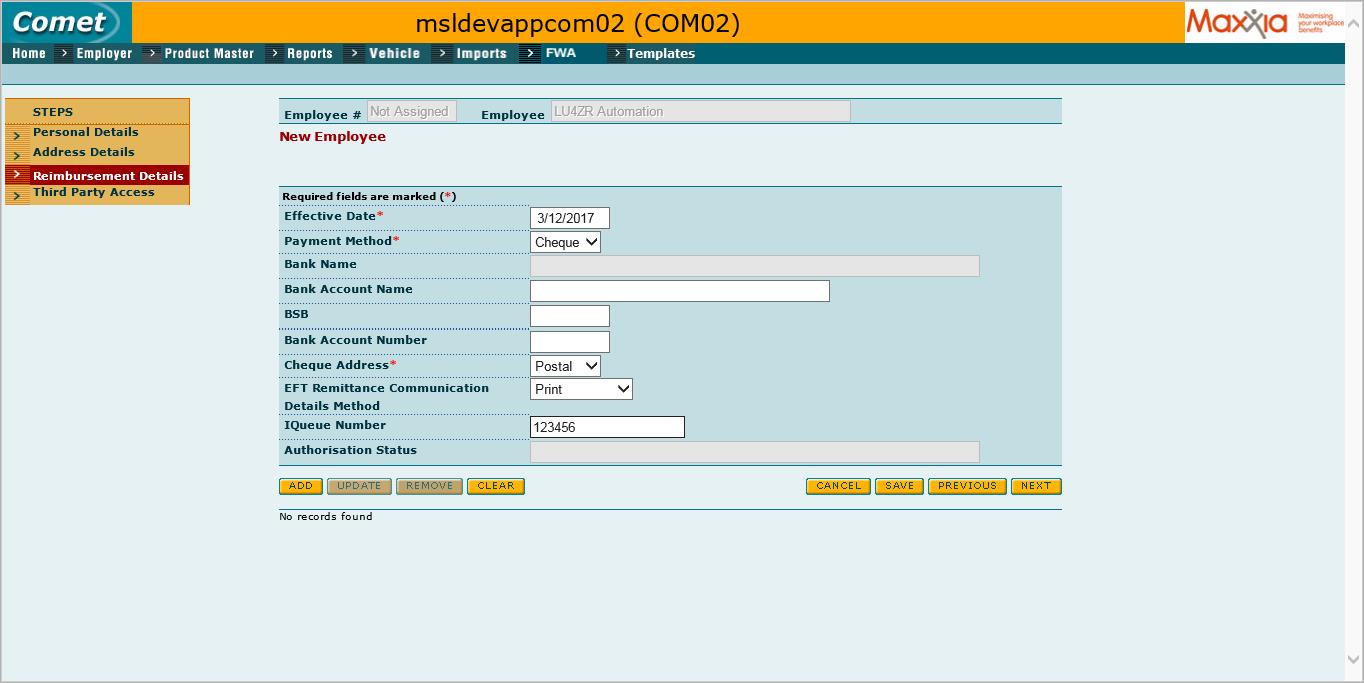 Comet
msldevappcom02 (COM02)
Maxxia Maximising your workplace benefits
Home > Employer > Product Master > Reports > Vehicle > Imports > FWA > Templates
STEPS
> Personal Details
> Address Details
> Reimbursement Details
> Third Party Access
Employee # Not Assigned Employee LU4ZR Automation
New Employee
Required fields are marked (*)
Effective Date* 3/12/2017
Payment Method* Cheque
Bank Name
Bank Account Name
BSB
Bank Account Number
Cheque Address* Postal
EFT Remittance Communication Print
Details Method
IQueue Number 123456
Authorisation Status
ADD UPDATE REMOVE CLEAR CANCEL SAVE PREVIOUS NEXT
No records found